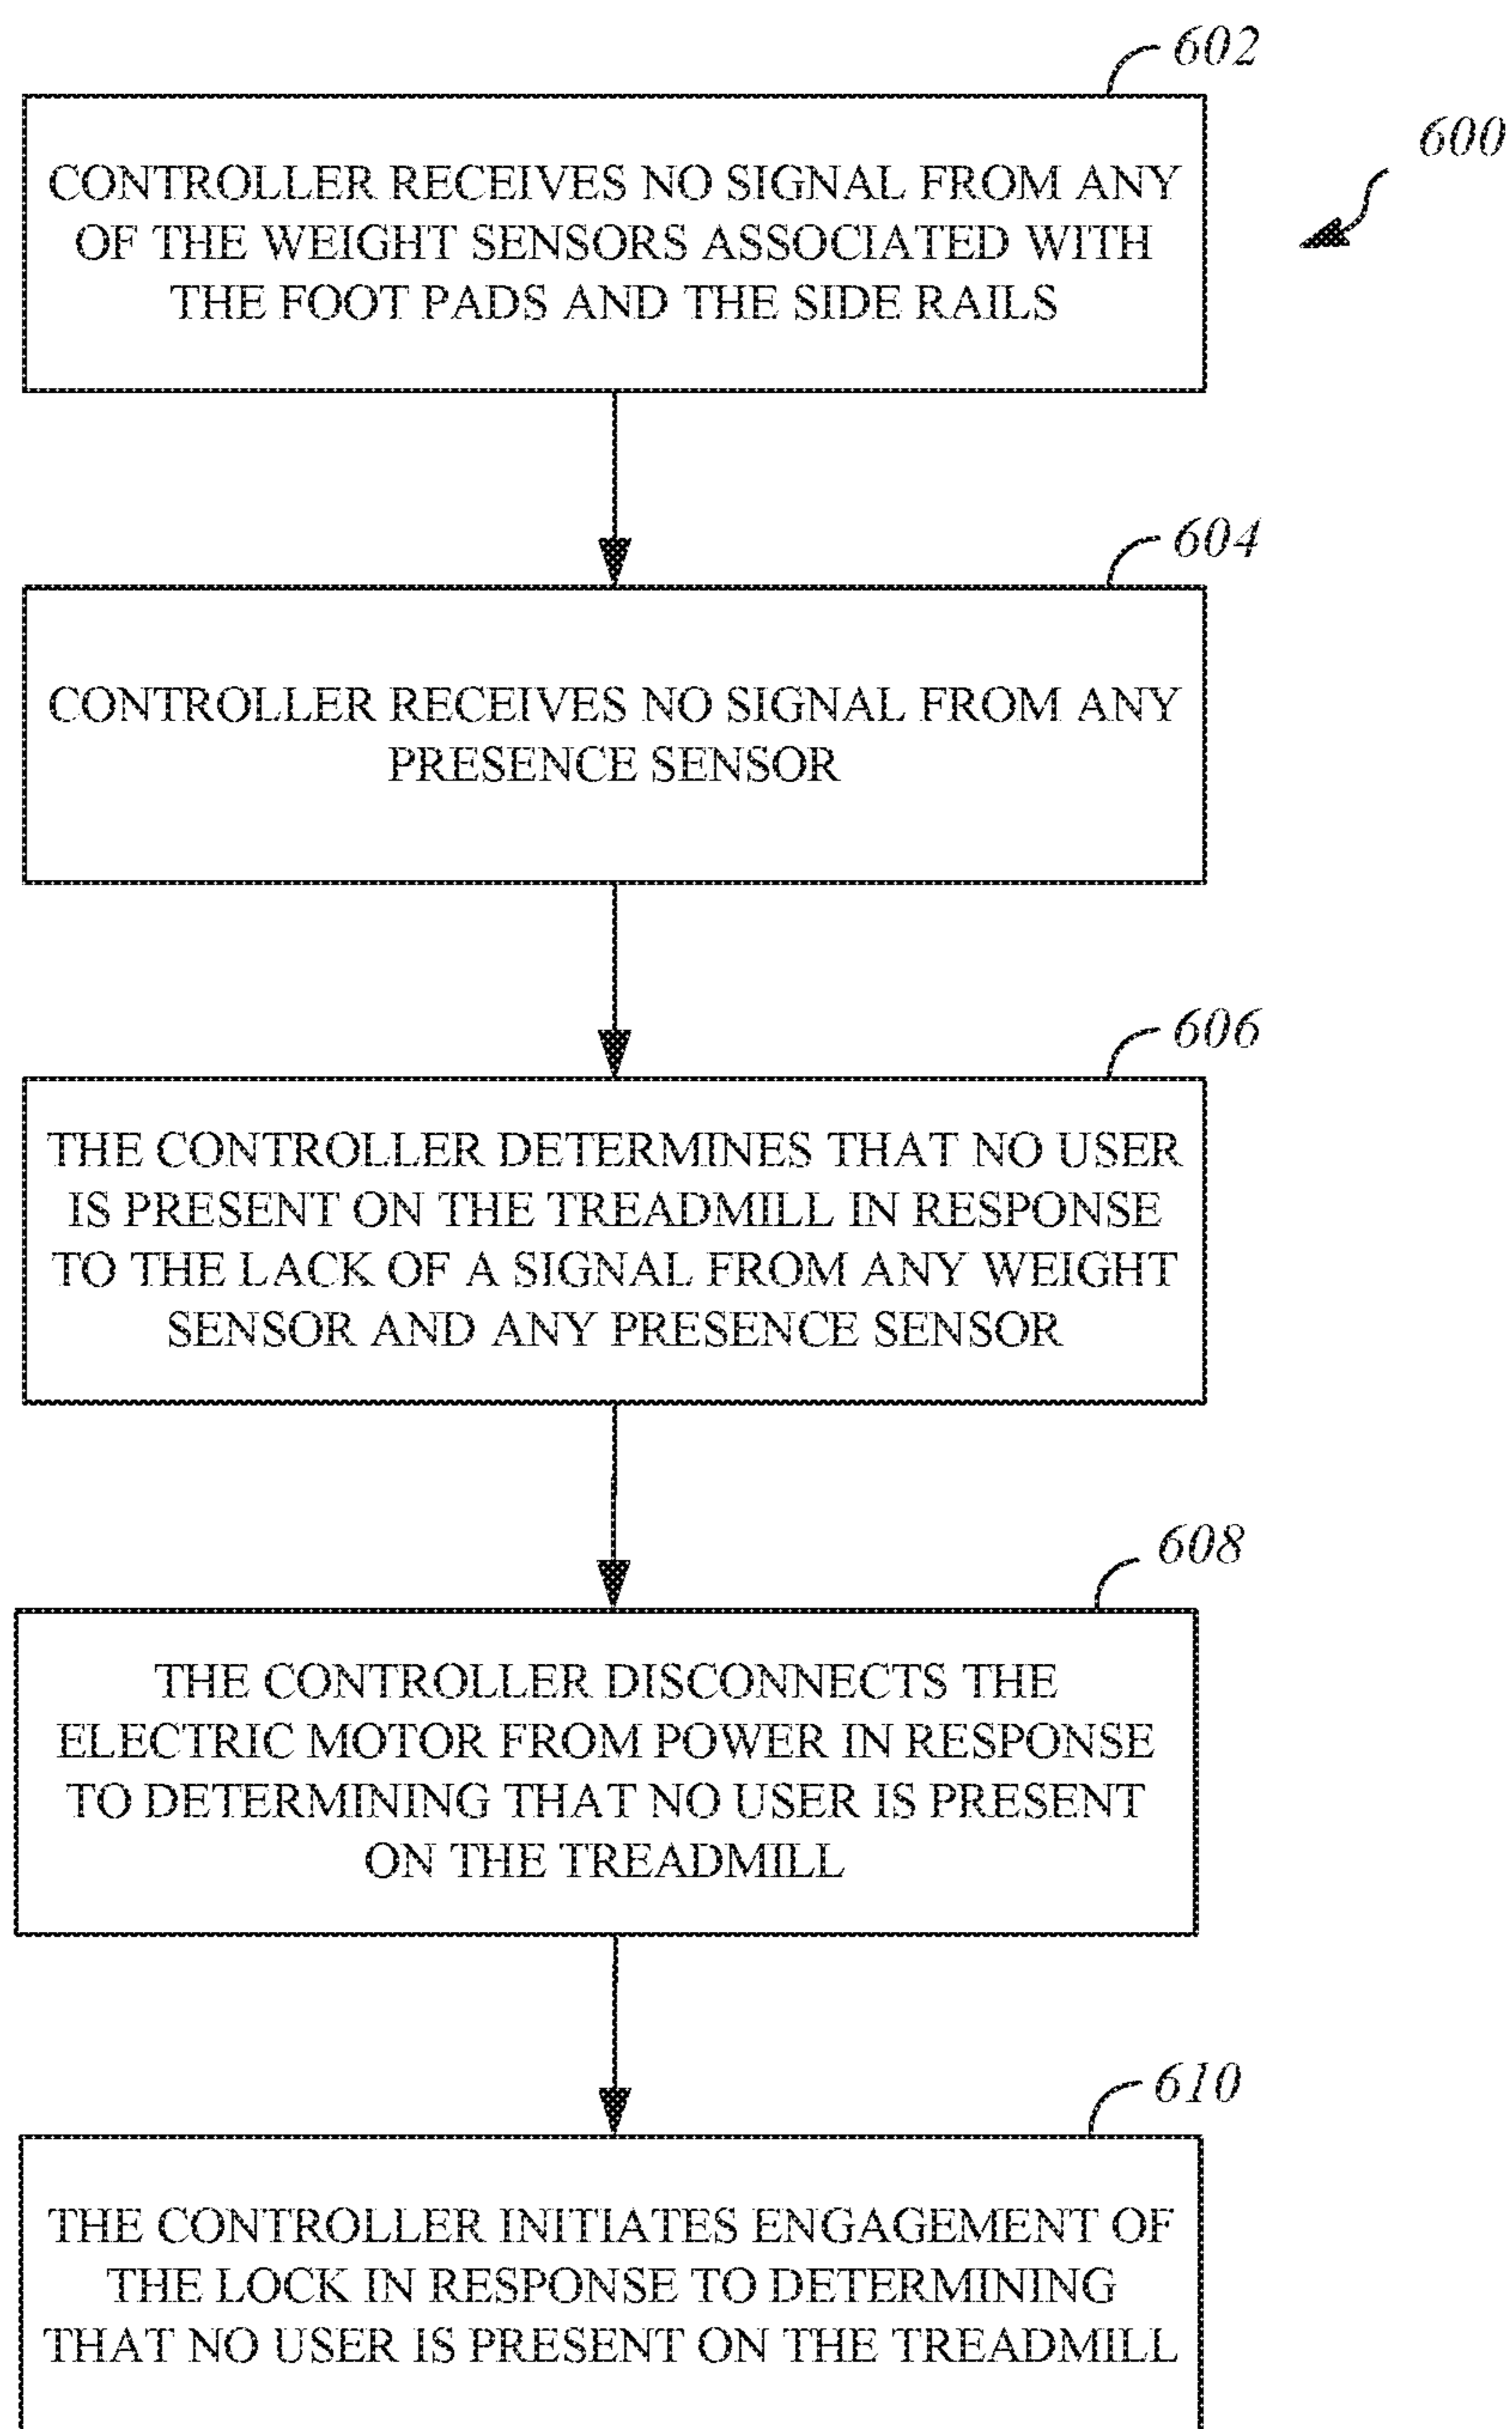 602
600
CONTROLLER RECEIVES NO SIGNAL FROM ANY
OF THE WEIGHT SENSORS ASSOCIATED WITH
THE FOOT PADS AND THE SIDE RAILS
604
CONTROLLER RECEIVES NO SIGNAL FROM ANY
PRESENCE SENSOR
606
THE CONTROLLER DETERMINES THAT NO USER
IS PRESENT ON THE TREADMILL IN RESPONSE
TO THE LACK OF A SIGNAL FROM ANY WEIGHT
SENSOR AND ANY PRESENCE SENSOR
608
THE CONTROLLER DISCONNECTS THE
ELECTRIC MOTOR FROM POWER IN RESPONSE
TO DETERMINING THAT NO USER IS PRESENT
ON THE TREADMILL
610
THE CONTROLLER INITIATES ENGAGEMENT OF
THE LOCK IN RESPONSE TO DETERMINING
THAT NO USER IS PRESENT ON THE TREADMILL